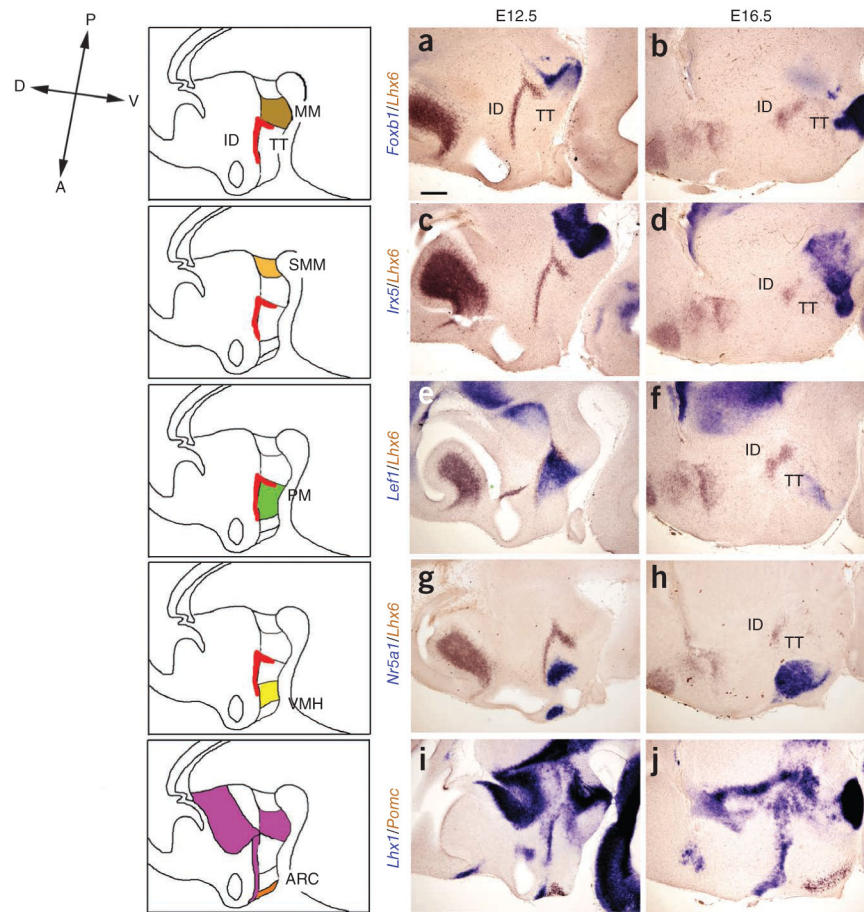 E12.5 E16.5
P
D V
A
MM
ID TT
Foxb1/Lhx6
a
ID
TT
b
ID
TT
SMM
Irx5/Lhx6
c
d
ID
TT
PM
Lef1/Lhx6
e
f
ID
TT
VMH
Nr5a1/Lhx6
g
h
ID
TT
ARC
Lhx1/Pomc
i
j